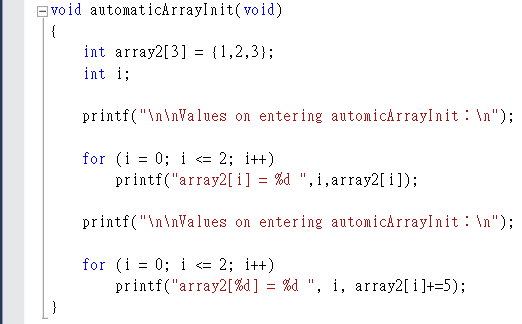 void automaticArrayInit(void)
{
int array2[3] = {1,2,3};
int i;
printf("\n\nValues on entering automicArrayInit：\n");
for (i = 0; i <= 2; i++)
printf("array2[i] = %d ",i,array2[i]);
printf("\n\nValues on entering automicArrayInit：\n");
for (i = 0; i <= 2; i++)
printf("array2[%d] = %d ", i, array2[i]+=5);
}